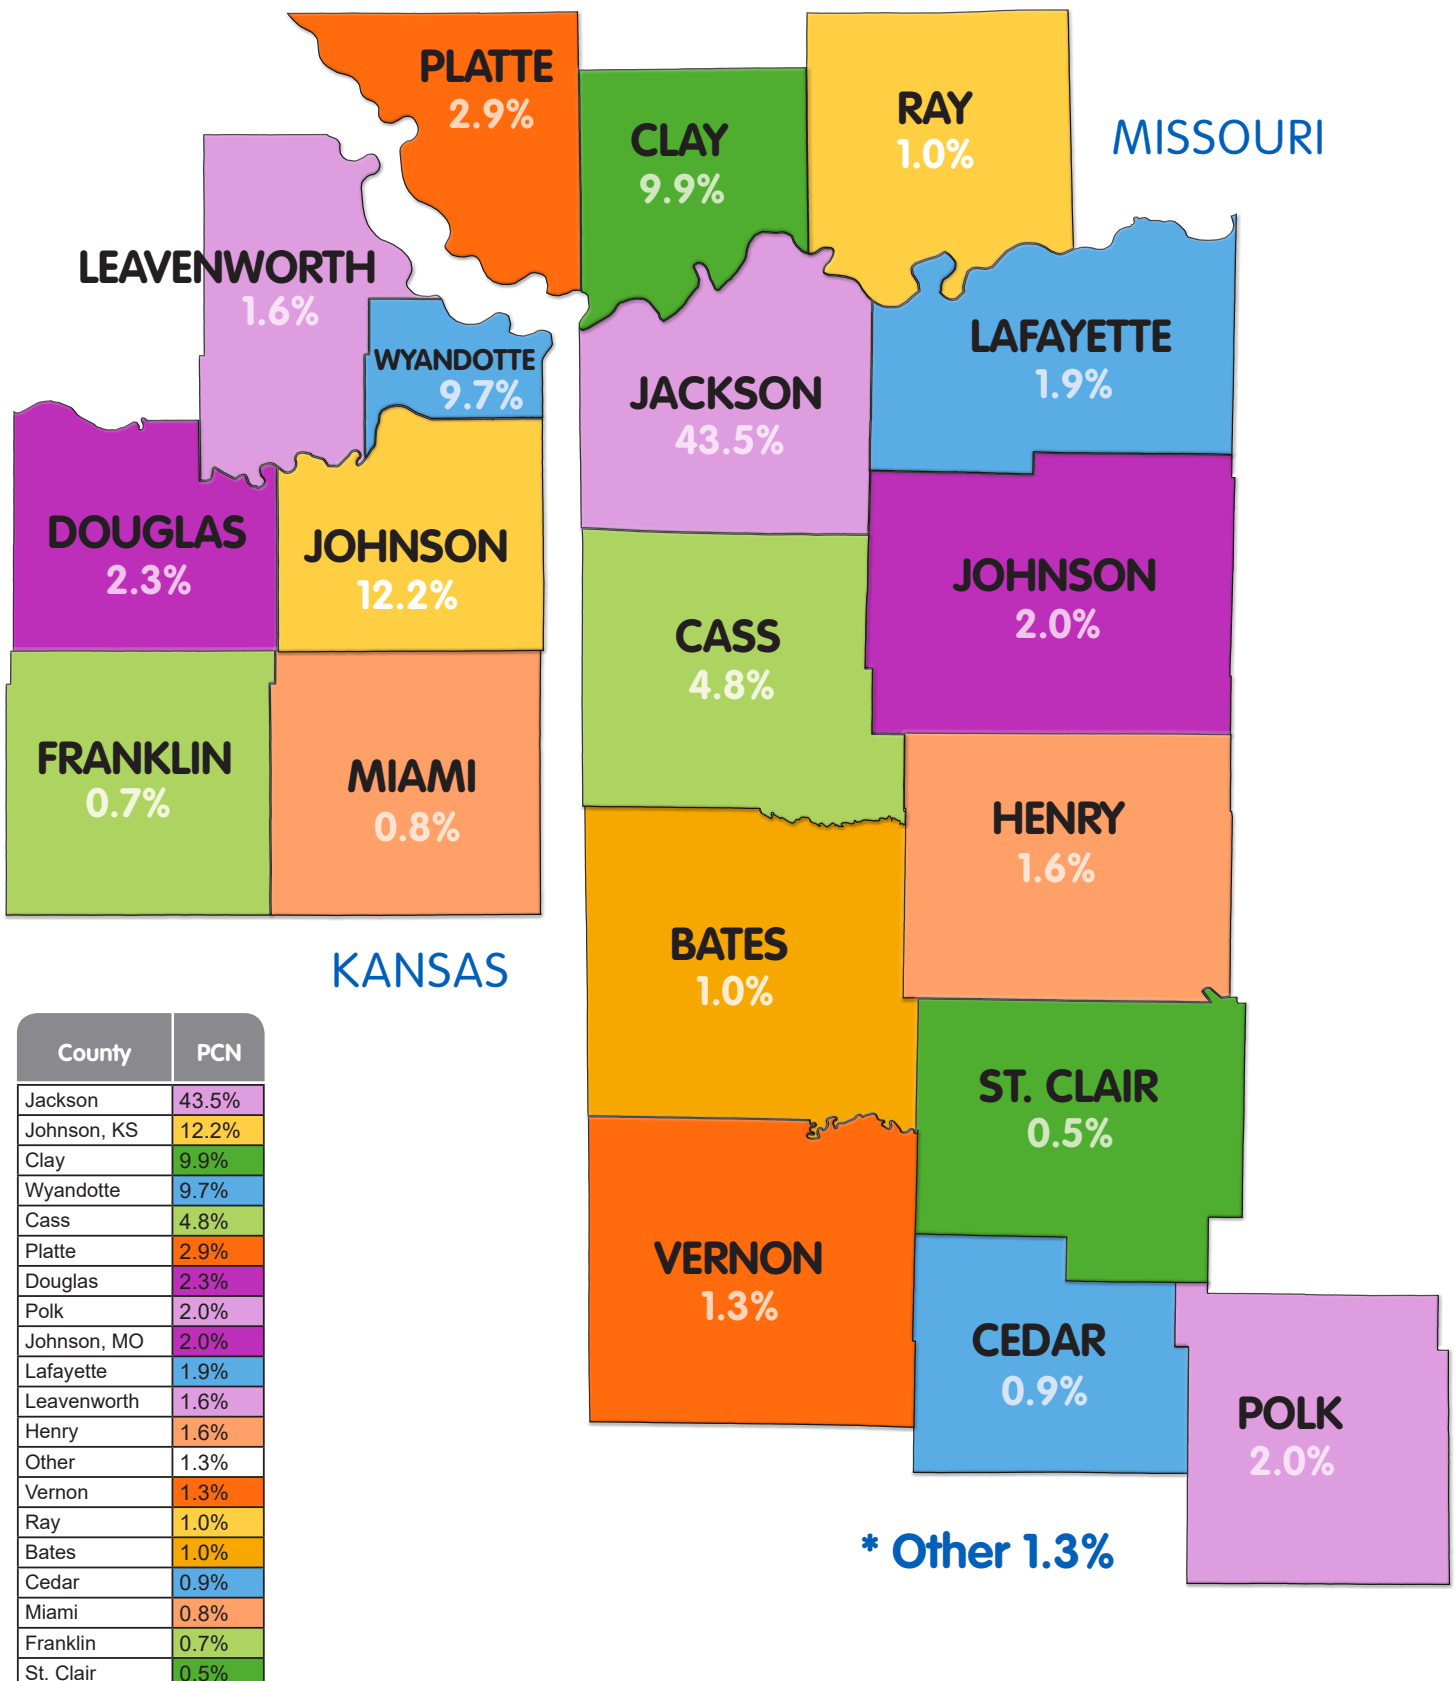 PLATTE
2.9%
CLAY
9.9%
RAY
1.0%
MISSOURI
LEAVENWORTH
1.6%
WYANDOTTE
9.7%
JACKSON
43.5%
LAFAYETTE
1.9%
DOUGLAS
2.3%
JOHNSON
12.2%
JOHNSON
2.0%
CASS
4.8%
FRANKLIN
0.7%
MIAMI
0.8%
HENRY
1.6%
BATES
1.0%
KANSAS
ST. CLAIR
0.5%
VERNON
1.3%
CEDAR
0.9%
POLK
2.0%
* Other 1.3%
County PCN
Jackson 43.5%
Johnson, KS 12.2%
Clay 9.9%
Wyandotte 9.7%
Cass 4.8%
Platte 2.9%
Douglas 2.3%
Polk 2.0%
Johnson, MO 2.0%
Lafayette 1.9%
Leavenworth 1.6%
Henry 1.6%
Other 1.3%
Vernon 1.3%
Ray 1.0%
Bates 1.0%
Cedar 0.9%
Miami 0.8%
Franklin 0.7%
St. Clair 0.5%